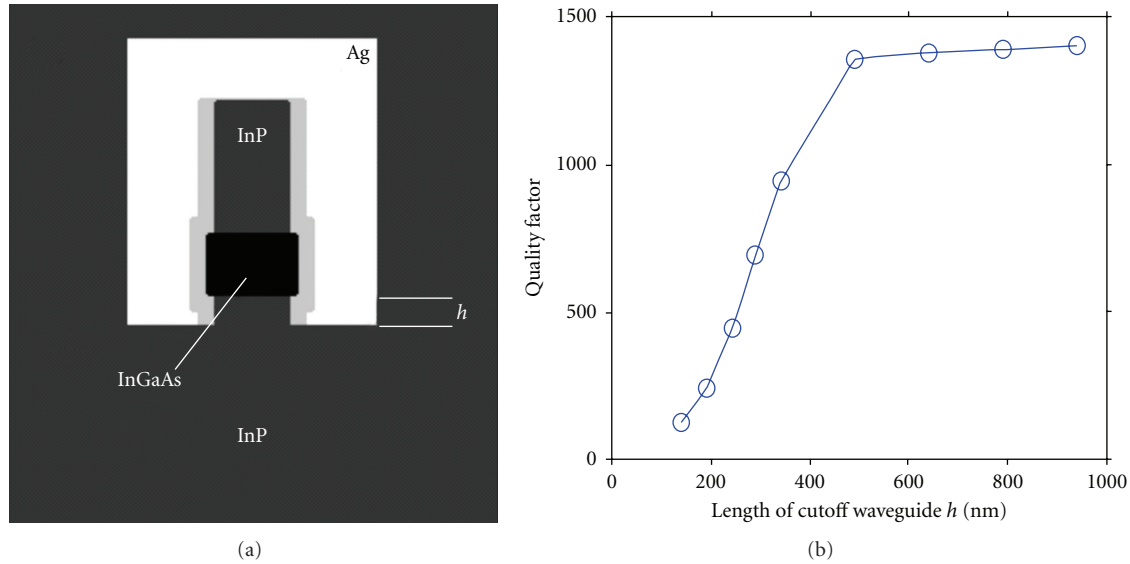 Ag
InP
h
InGaAs
InP
(a)
1500
1000
500
0
0 200 400 600 800 1000
Quality factor
Length of cutoff waveguide h (nm)
(b)